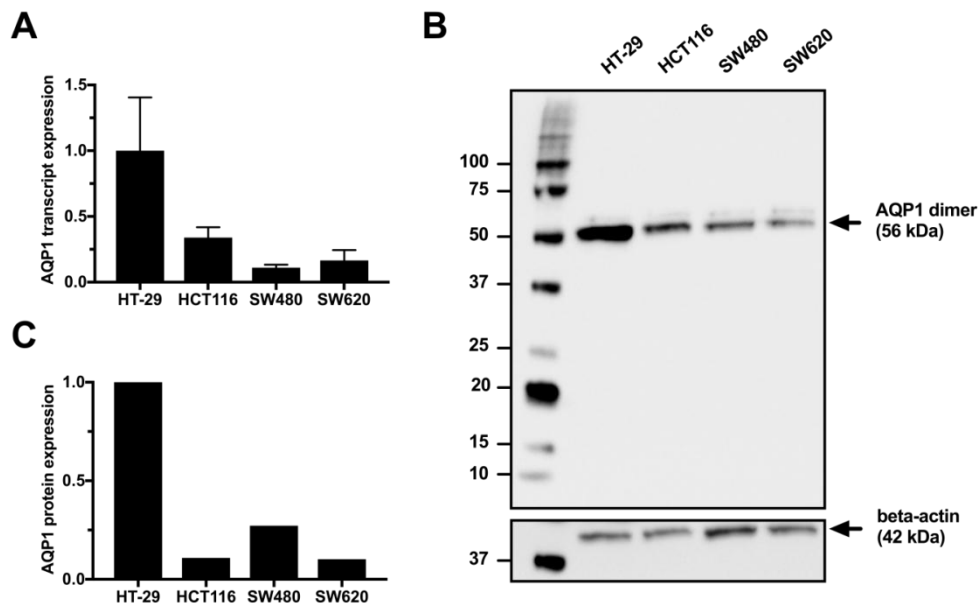 A
AQP1 transcript expression
1.5
1.0
0.5
0.0
HT-29 HCT116 SW480 SW620
B
HT-29 HCT116 SW480 SW620
100
75
50
37
25
20
15
10
AQP1 dimer
(56 kDa)
37
beta-actin
(42 kDa)
C
AQP1 protein expression
1.0
0.5
0.0
HT-29 HCT116 SW480 SW620